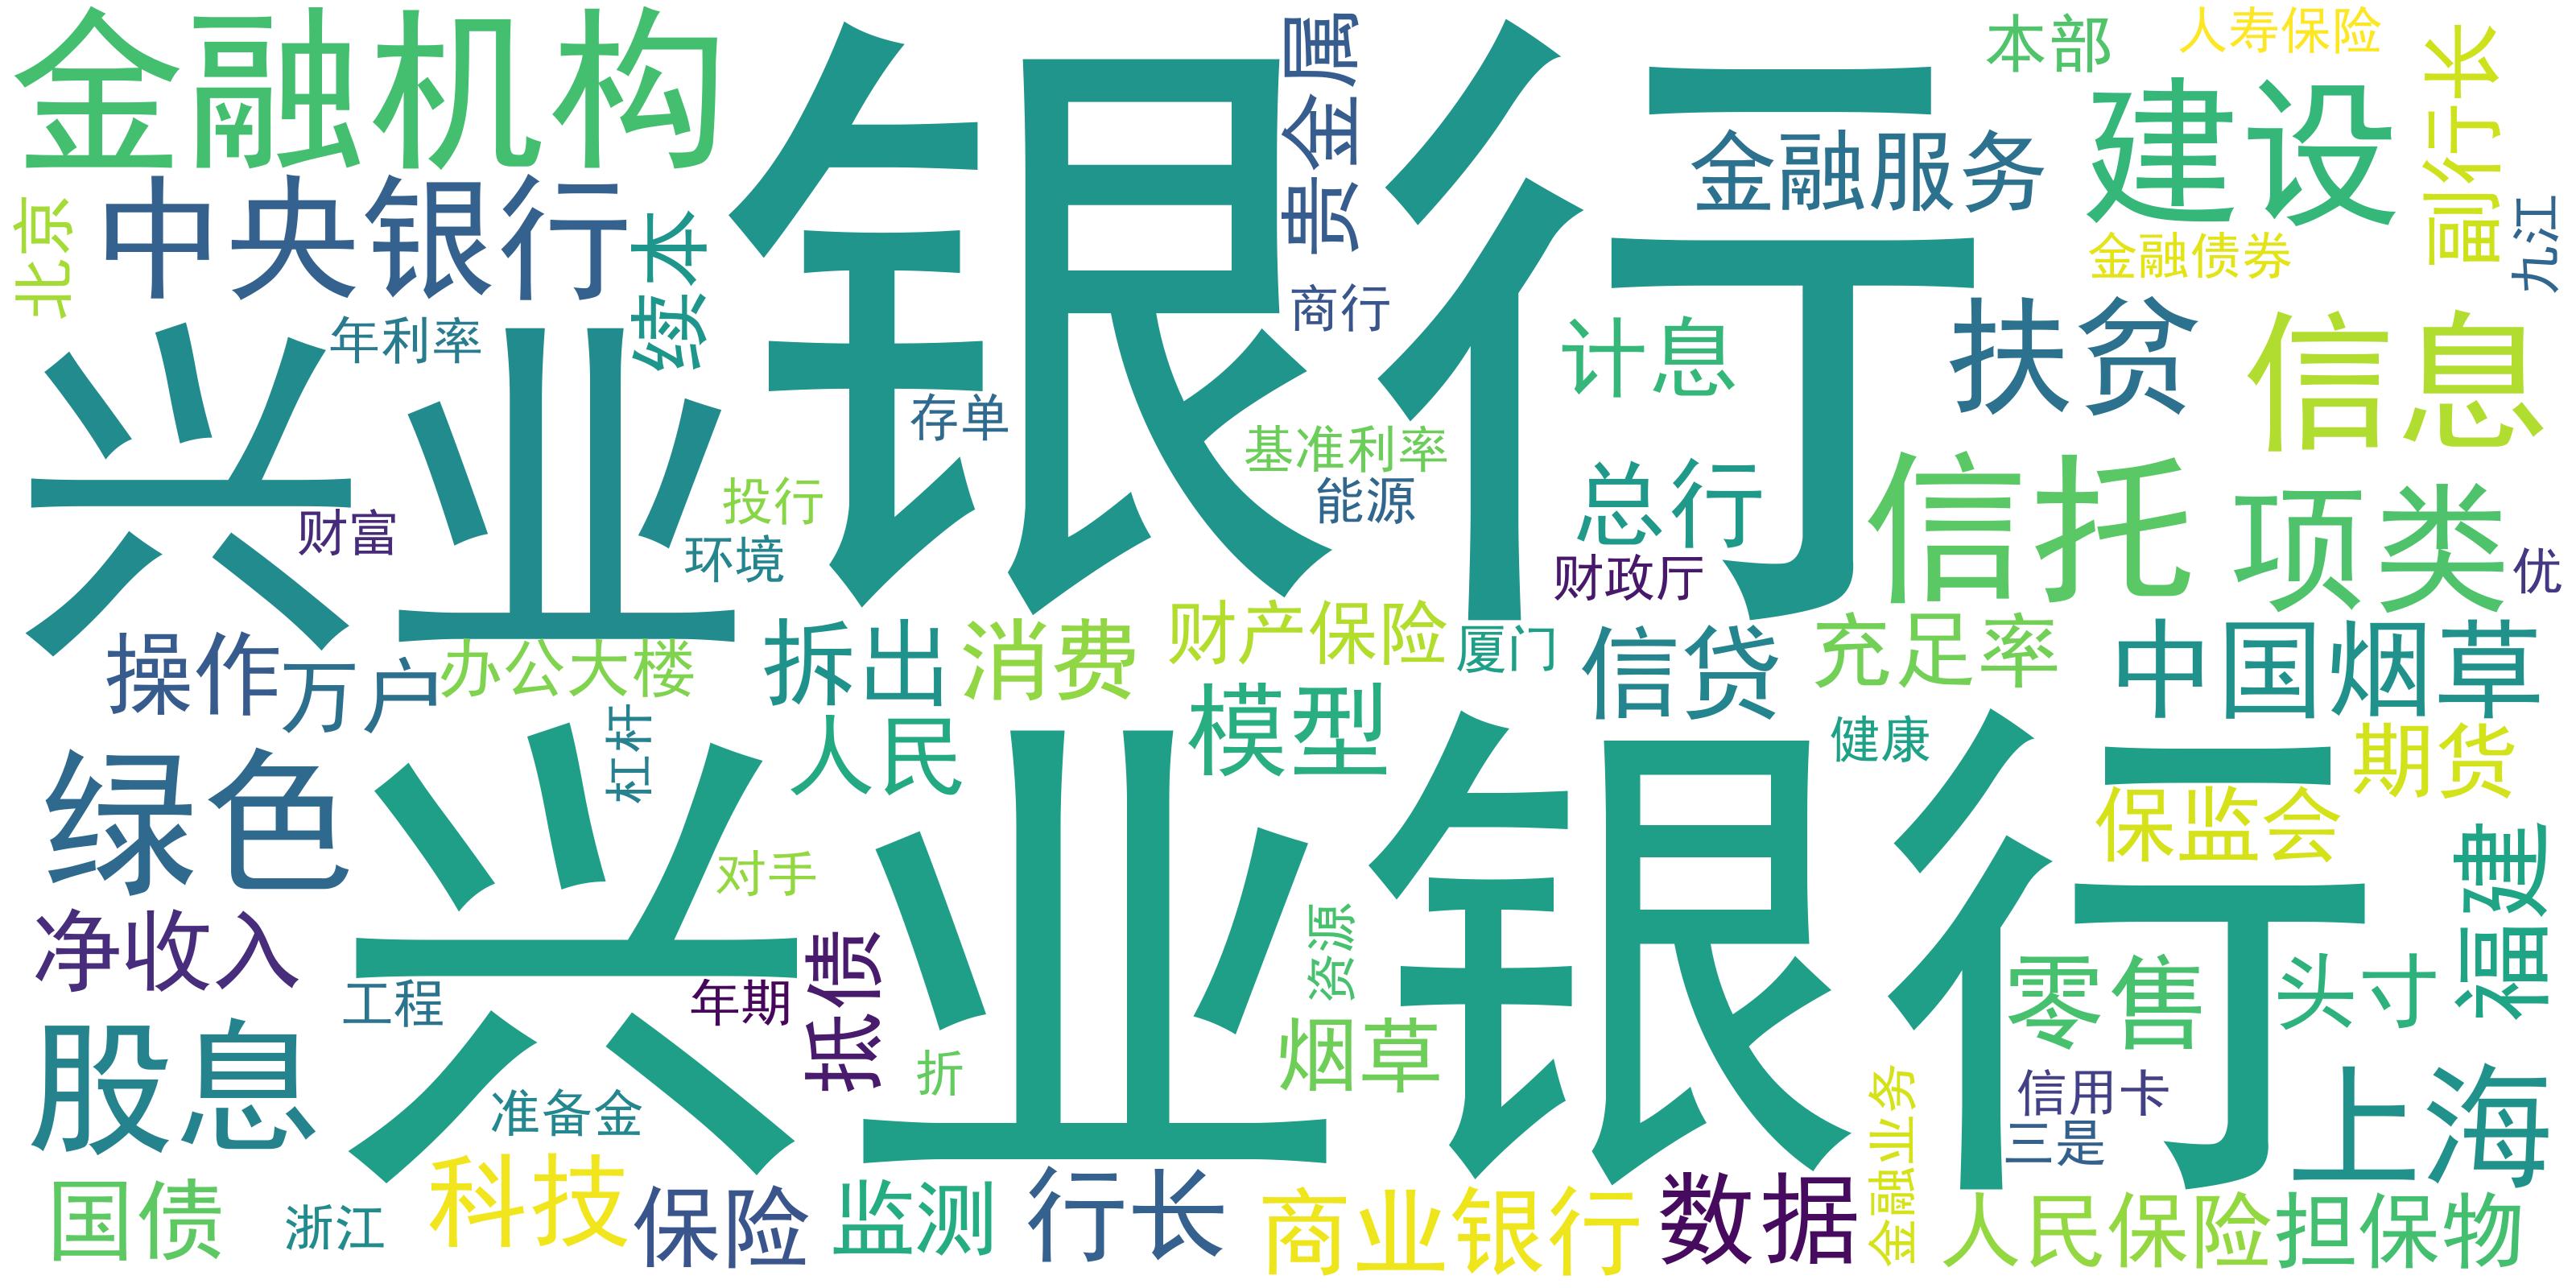 金融机构
银行
贵金属
本部
人寿保险
副行长
建设
金融服务
中央银行
北京
续本
九江
金融债券
商行
扶贫
信息
计息
年利率
兴业
存单
基准利率
能源
投行
财富
环境
总行
财政厅
信托
项类
优
操作
万户
办公大楼
拆出
消费
财产保险
厦门
信贷
充足率
中国烟草
模型
人民
杠杆
健康
期货
保监会
绿色
兴业银行
对手
福建
净收入
工程
年期
抵债
资源
零售
头寸
股息
准备金
折
烟草
信用卡
三是
金融业务
上海
国债
浙江
科技
保险
监测
行长
商业银行
数据
人民保险
担保物